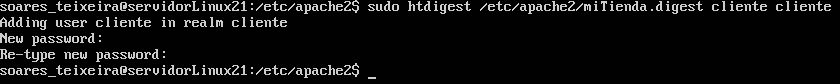 soares_teixeira@servidorLinux21:/etc/apache2$ sudo htdigest /etc/apache2/miTienda.digest cliente cliente
Adding user cliente in realm cliente
New password:
Re-type new password:
soares_teixeira@servidorLinux21:/etc/apache2$ _